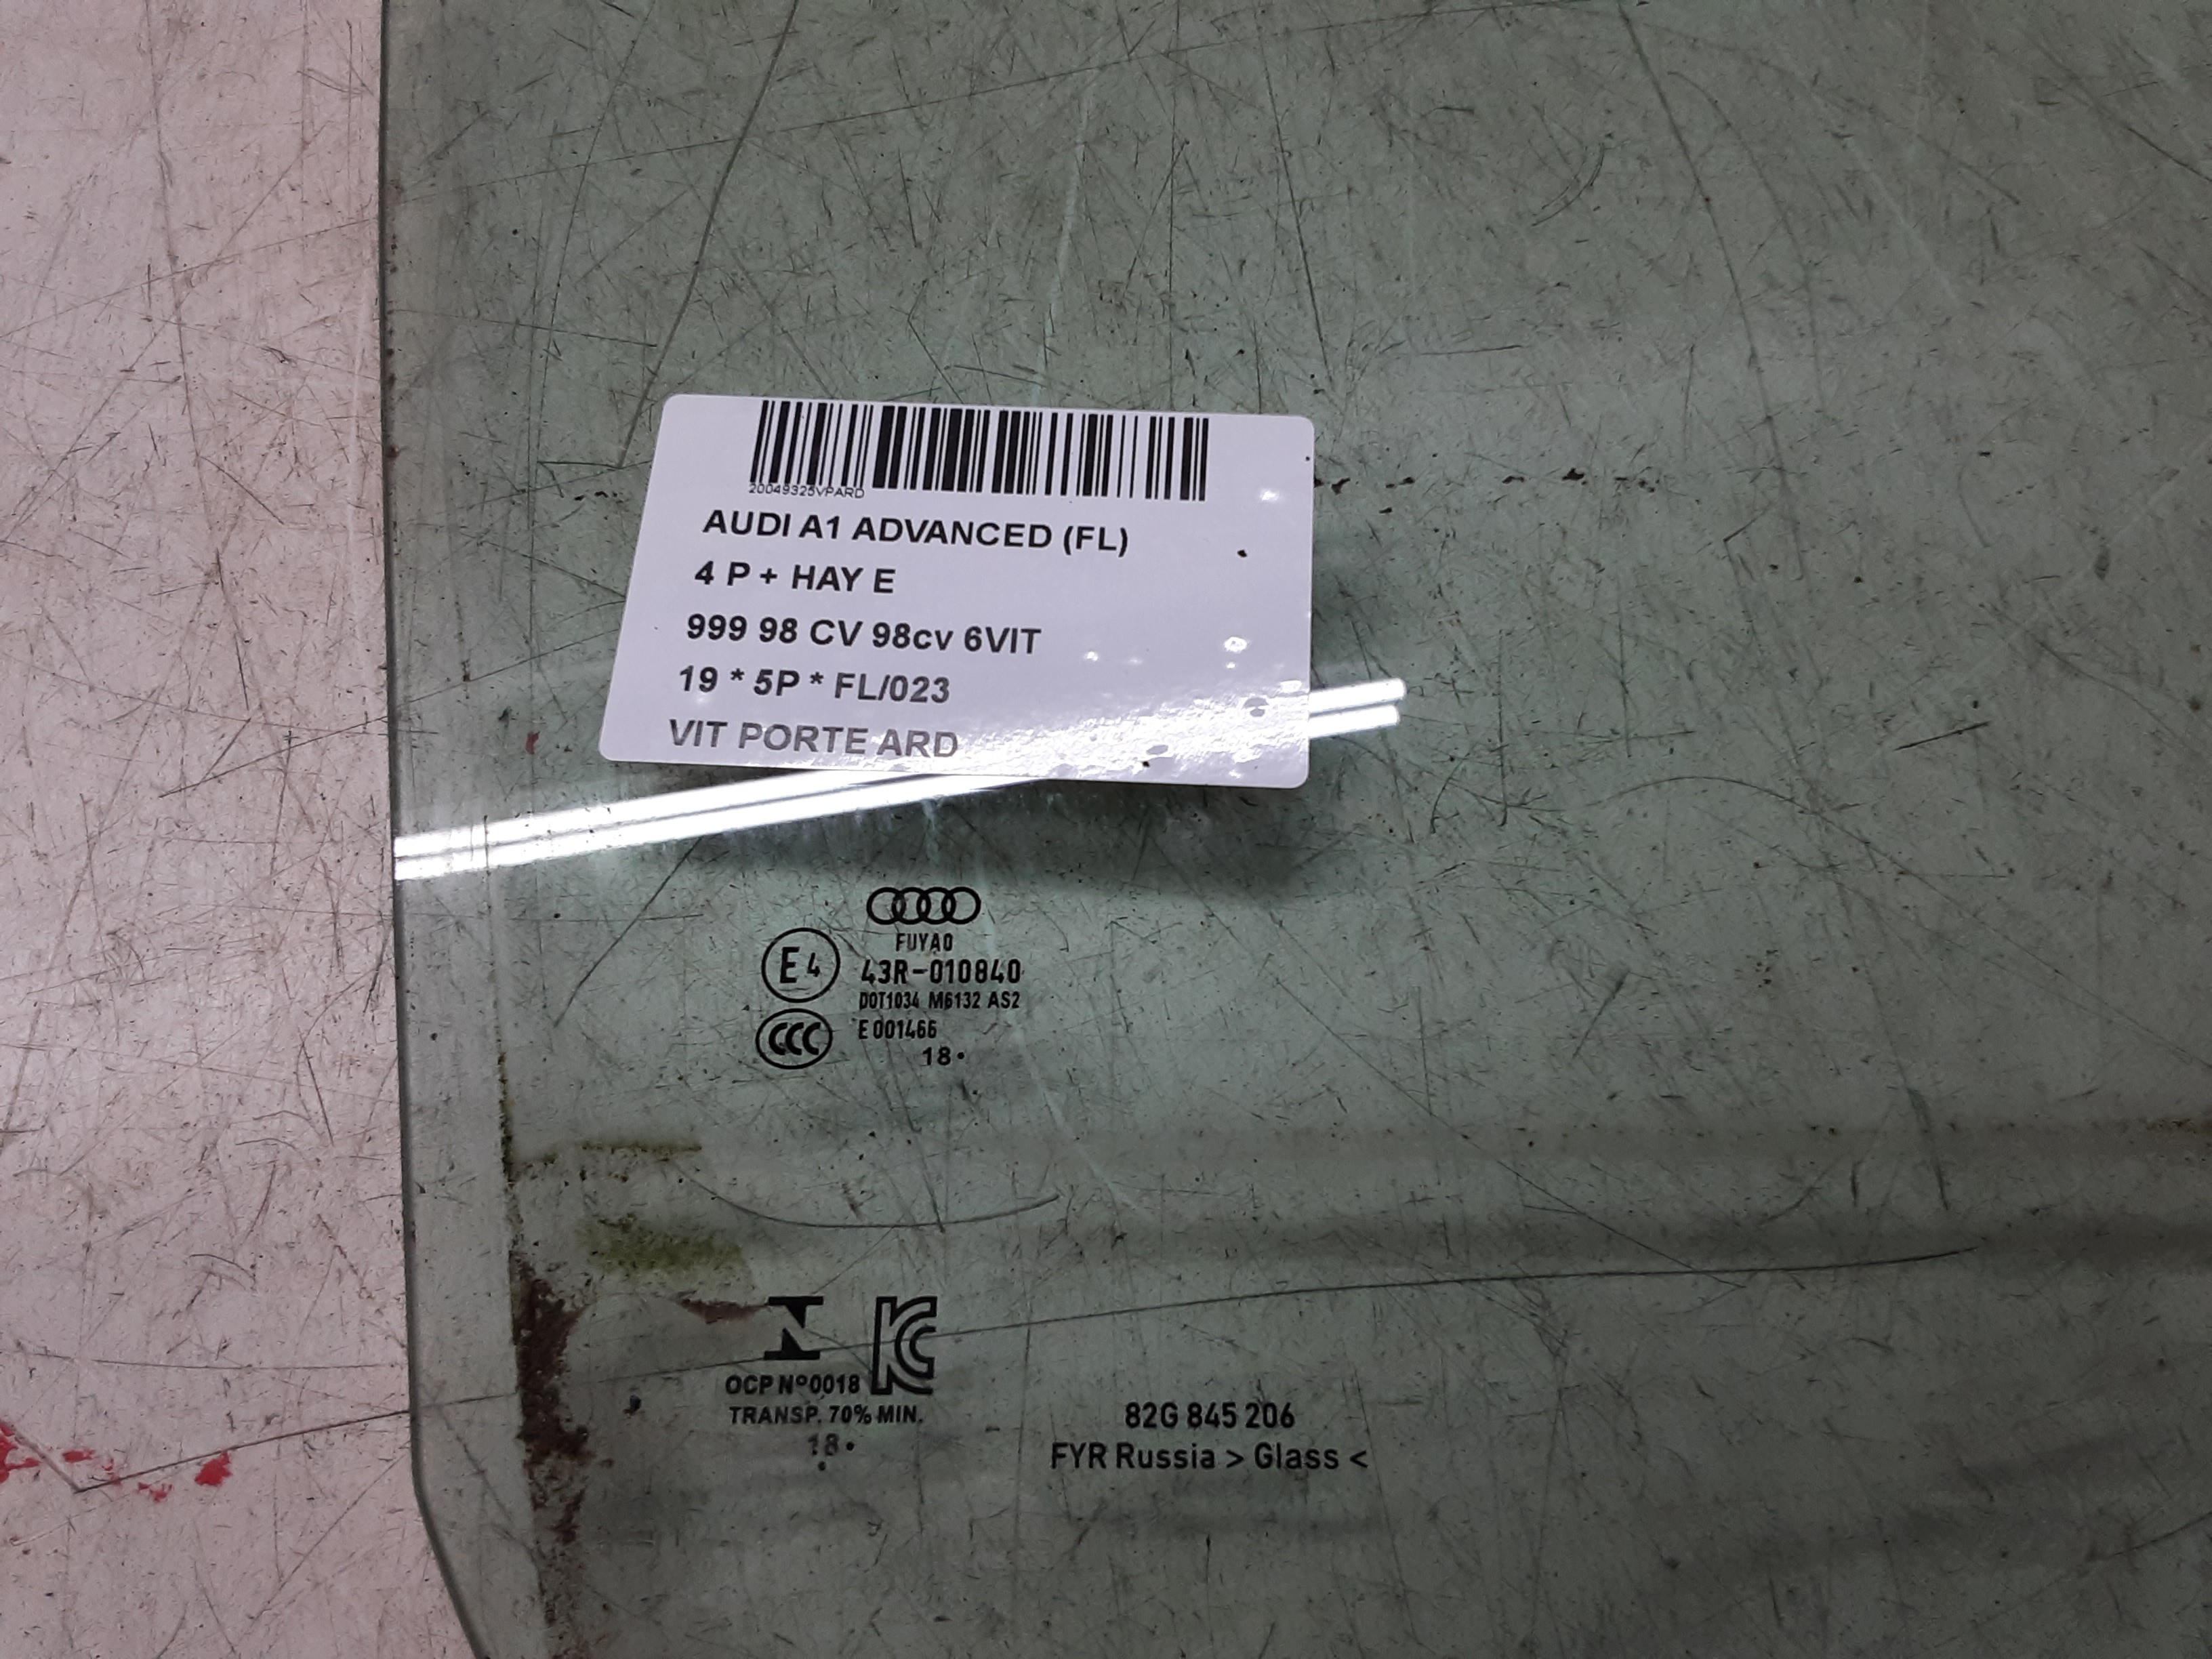 20049325VPARD
AUDI A1 ADVANCED (FL)
4 P + HAY E
999 98 CV 98cv 6VIT
19 * 5P * FL/023
VIT PORTE ARD
FUYAO
E4 43R-010840
DOT1034 M6132 AS2
CCC E 001466
18•
N KC
OCP Nº0018
TRANSP. 70% MIN.
18•
82G 845 206
FYR Russia > Glass <